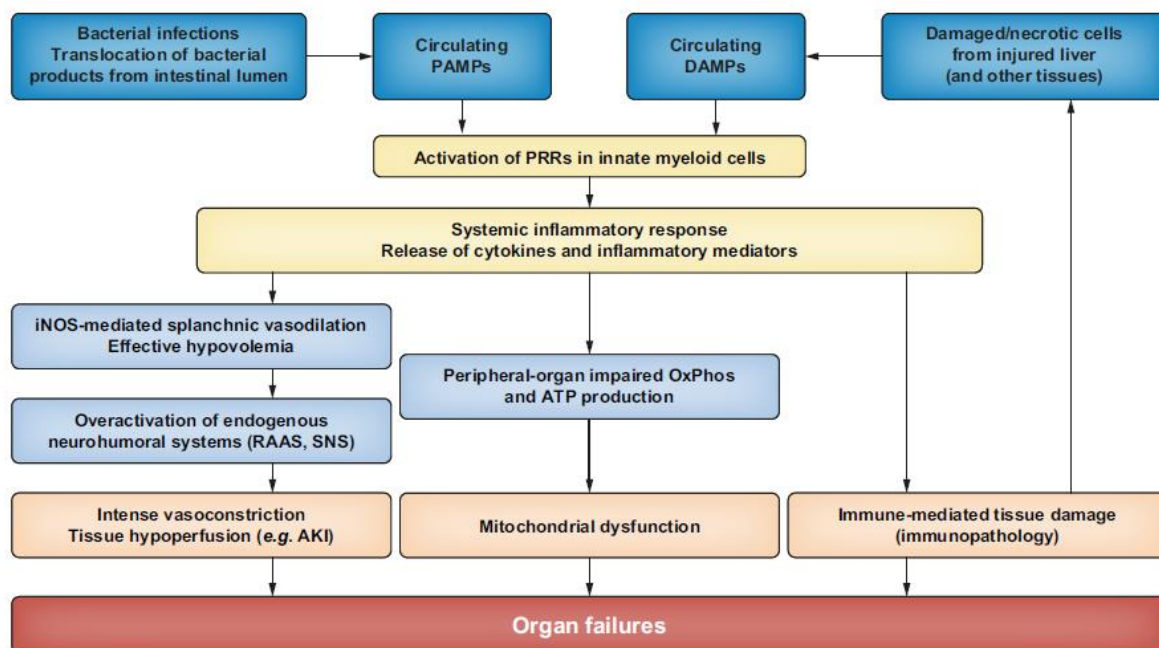 Bacterial infections
Translocation of bacterial
products from intestinal lumen
Circulating
PAMPs
Circulating
DAMPs
Damaged/necrotic cells
from injured liver
(and other tissues)
Activation of PRRs in innate myeloid cells
Systemic inflammatory response
Release of cytokines and inflammatory mediators
iNOS-mediated splanchnic vasodilation
Effective hypovolemia
Peripheral-organ impaired OxPhos
and ATP production
Overactivation of endogenous
neurohumoral systems (RAAS, SNS)
Intense vasoconstriction
Tissue hypoperfusion (e.g. AKI)
Mitochondrial dysfunction
Immune-mediated tissue damage
(immunopathology)
Organ failures